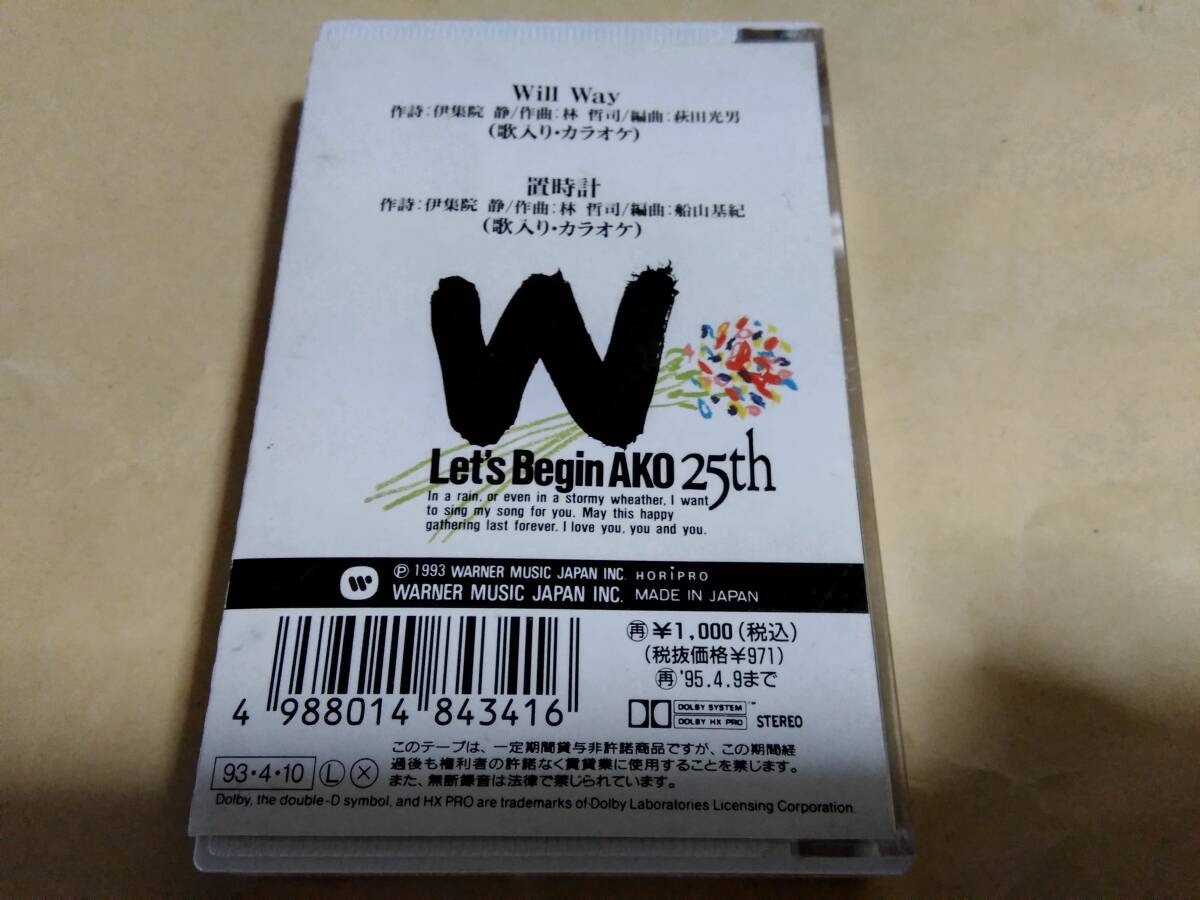 Will Way
作詩:伊集院 静/作曲:林 哲司/編曲:萩田光男
(歌入り・カラオケ)
置時計
作詩:伊集院 静/作曲:林 哲司/編曲:船山基紀
(歌入り・カラオケ)
W
Let's Begin AKO 25th
In a rain, or even in a stormy wheather, I want
to sing my song for you. May this happy
gathering last forever. I love you, you and you.
Ⓟ 1993 WARNER MUSIC JAPAN INC. HORiPRO
WARNER MUSIC JAPAN INC. MADE IN JAPAN
再 ¥1,000(税込)
(税抜価格¥971)
再 '95.4.9まで
4 988014 843416
DOLBY SYSTEM ™
DOLBY HX PRO
STEREO
このテープは、一定期間貸与非許諾商品ですが、この期間経
過後も権利者の許諾なく賃貸業に使用することを禁じます。
また、無断録音は法律で禁じられています。
93・4・10 Ⓛ Ⓧ
Dolby, the double-D symbol, and HX PRO are trademarks of Dolby Laboratories Licensing Corporation.